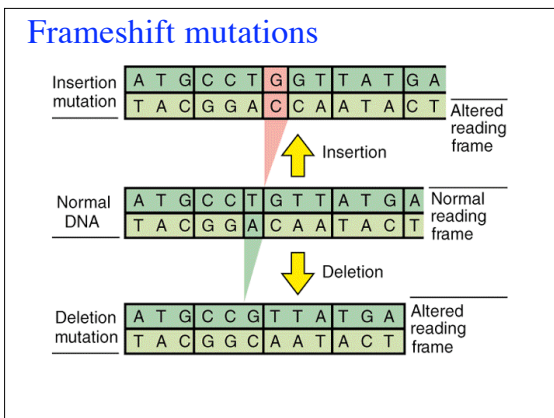 Frameshift mutations
Insertion
mutation
A T G C C T G G T T A T G A
T A C G G A C C A A T A C T
Altered
reading
frame
Insertion
Normal
DNA
A T G C C T G T T A T G A
T A C G G A C A A T A C T
Normal
reading
frame
Deletion
Deletion
mutation
A T G C C G T T A T G A
T A C G G C A A T A C T
Altered
reading
frame